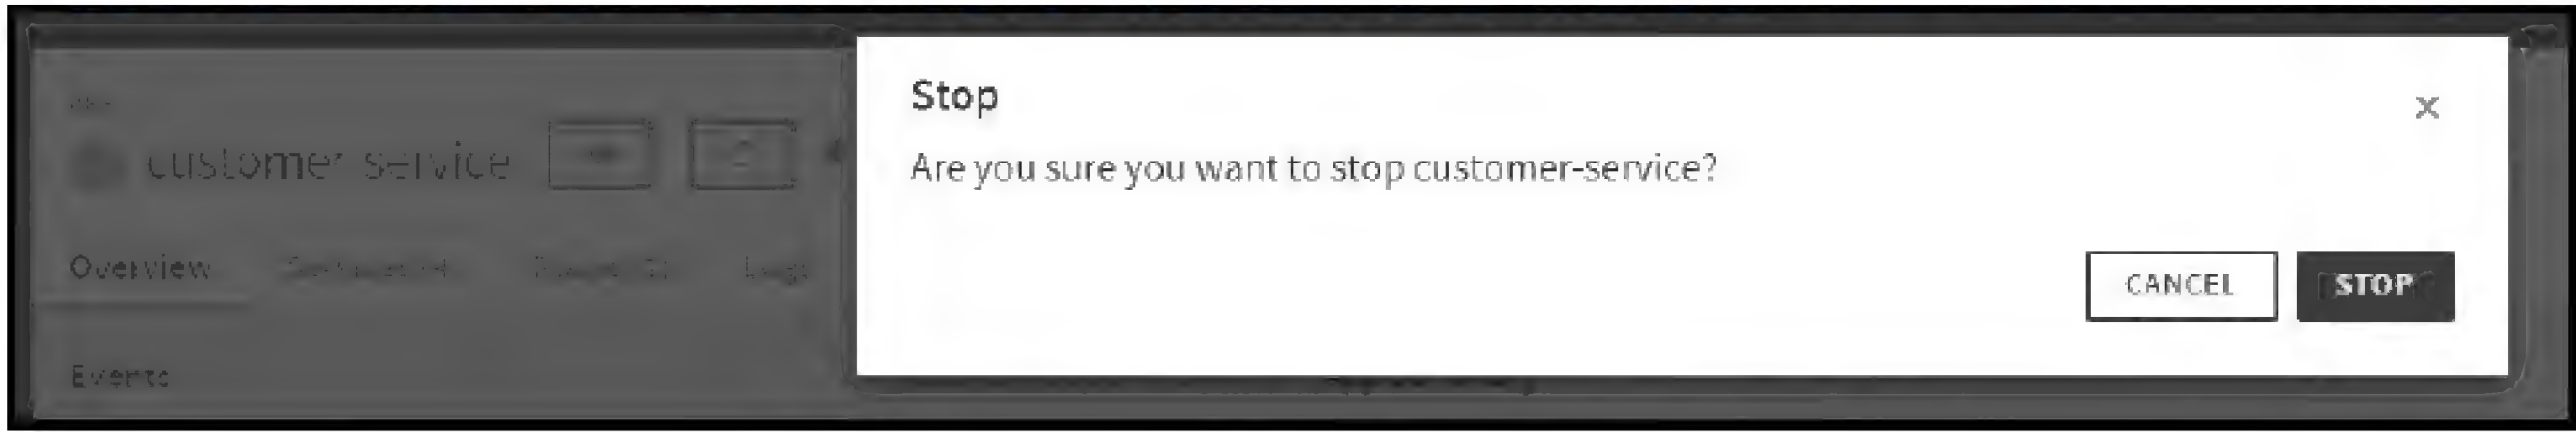 customer service
Overview
Events
Stop
Are you sure you want to stop customer-service?
CANCEL
STOP